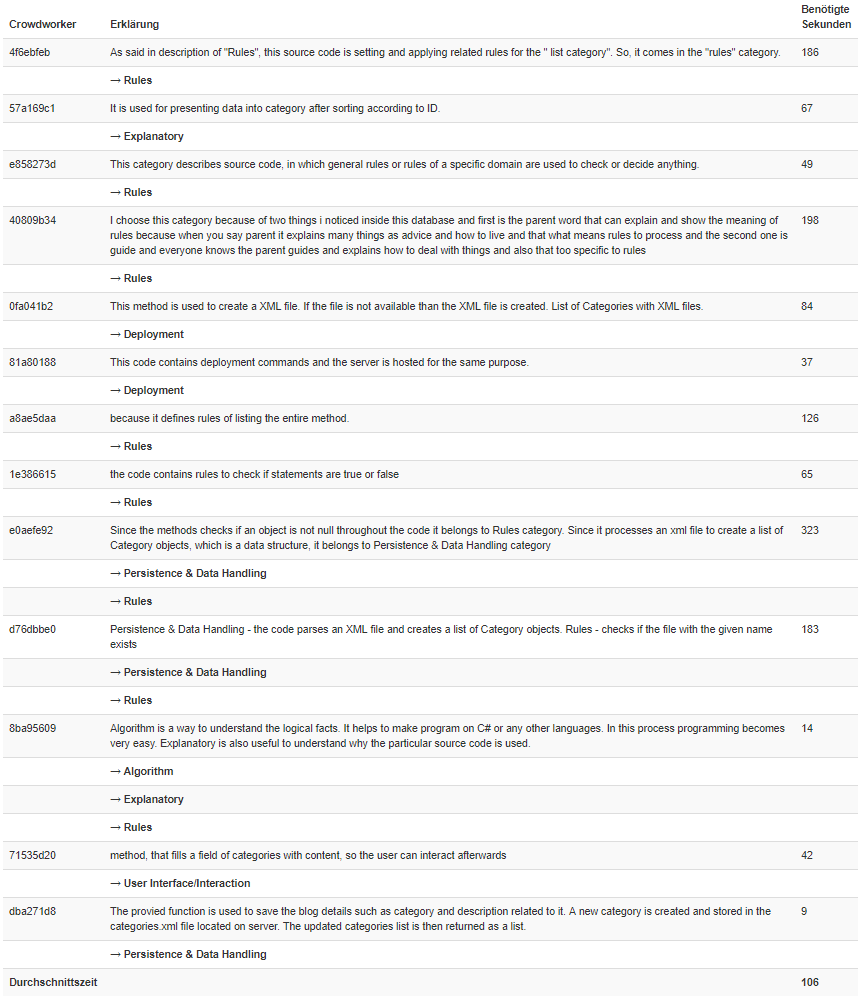 Benötigte
Crowdworker Erklärung Sekunden
4f6ebfeb As said in description of "Rules", this source code is setting and applying related rules for the " list category". So, it comes in the "rules" category. 186
→ Rules
57a169c1 It is used for presenting data into category after sorting according to ID. 67
→ Explanatory
e858273d This category describes source code, in which general rules or rules of a specific domain are used to check or decide anything. 49
→ Rules
40809b34 I choose this category because of two things i noticed inside this database and first is the parent word that can explain and show the meaning of 198
rules because when you say parent it explains many things as advice and how to live and that what means rules to process and the second one is
guide and everyone knows the parent guides and explains how to deal with things and also that too specific to rules
→ Rules
0fa041b2 This method is used to create a XML file. If the file is not available than the XML file is created. List of Categories with XML files. 84
→ Deployment
81a80188 This code contains deployment commands and the server is hosted for the same purpose. 37
→ Deployment
a8ae5daa because it defines rules of listing the entire method. 126
→ Rules
1e386615 the code contains rules to check if statements are true or false 65
→ Rules
e0aefe92 Since the methods checks if an object is not null throughout the code it belongs to Rules category. Since it processes an xml file to create a list of 323
Category objects, which is a data structure, it belongs to Persistence & Data Handling category
→ Persistence & Data Handling
→ Rules
d76dbbe0 Persistence & Data Handling - the code parses an XML file and creates a list of Category objects. Rules - checks if the file with the given name 183
exists
→ Persistence & Data Handling
→ Rules
8ba95609 Algorithm is a way to understand the logical facts. It helps to make program on C# or any other languages. In this process programming becomes 14
very easy. Explanatory is also useful to understand why the particular source code is used.
→ Algorithm
→ Explanatory
→ Rules
71535d20 method, that fills a field of categories with content, so the user can interact afterwards 42
→ User Interface/Interaction
dba271d8 The provied function is used to save the blog details such as category and description related to it. A new category is created and stored in the 9
categories.xml file located on server. The updated categories list is then returned as a list.
→ Persistence & Data Handling
Durchschnittszeit 106